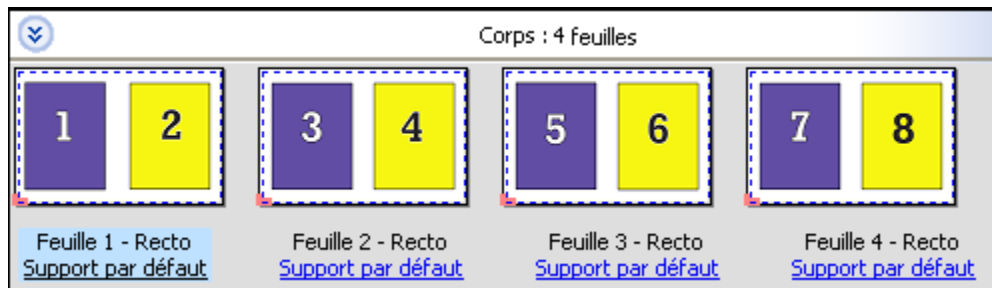 Corps : 4 feuilles
1 2 3 4 5 6 7 8
Feuille 1 - Recto Feuille 2 - Recto Feuille 3 - Recto Feuille 4 - Recto
Support par défaut Support par défaut Support par défaut Support par défaut